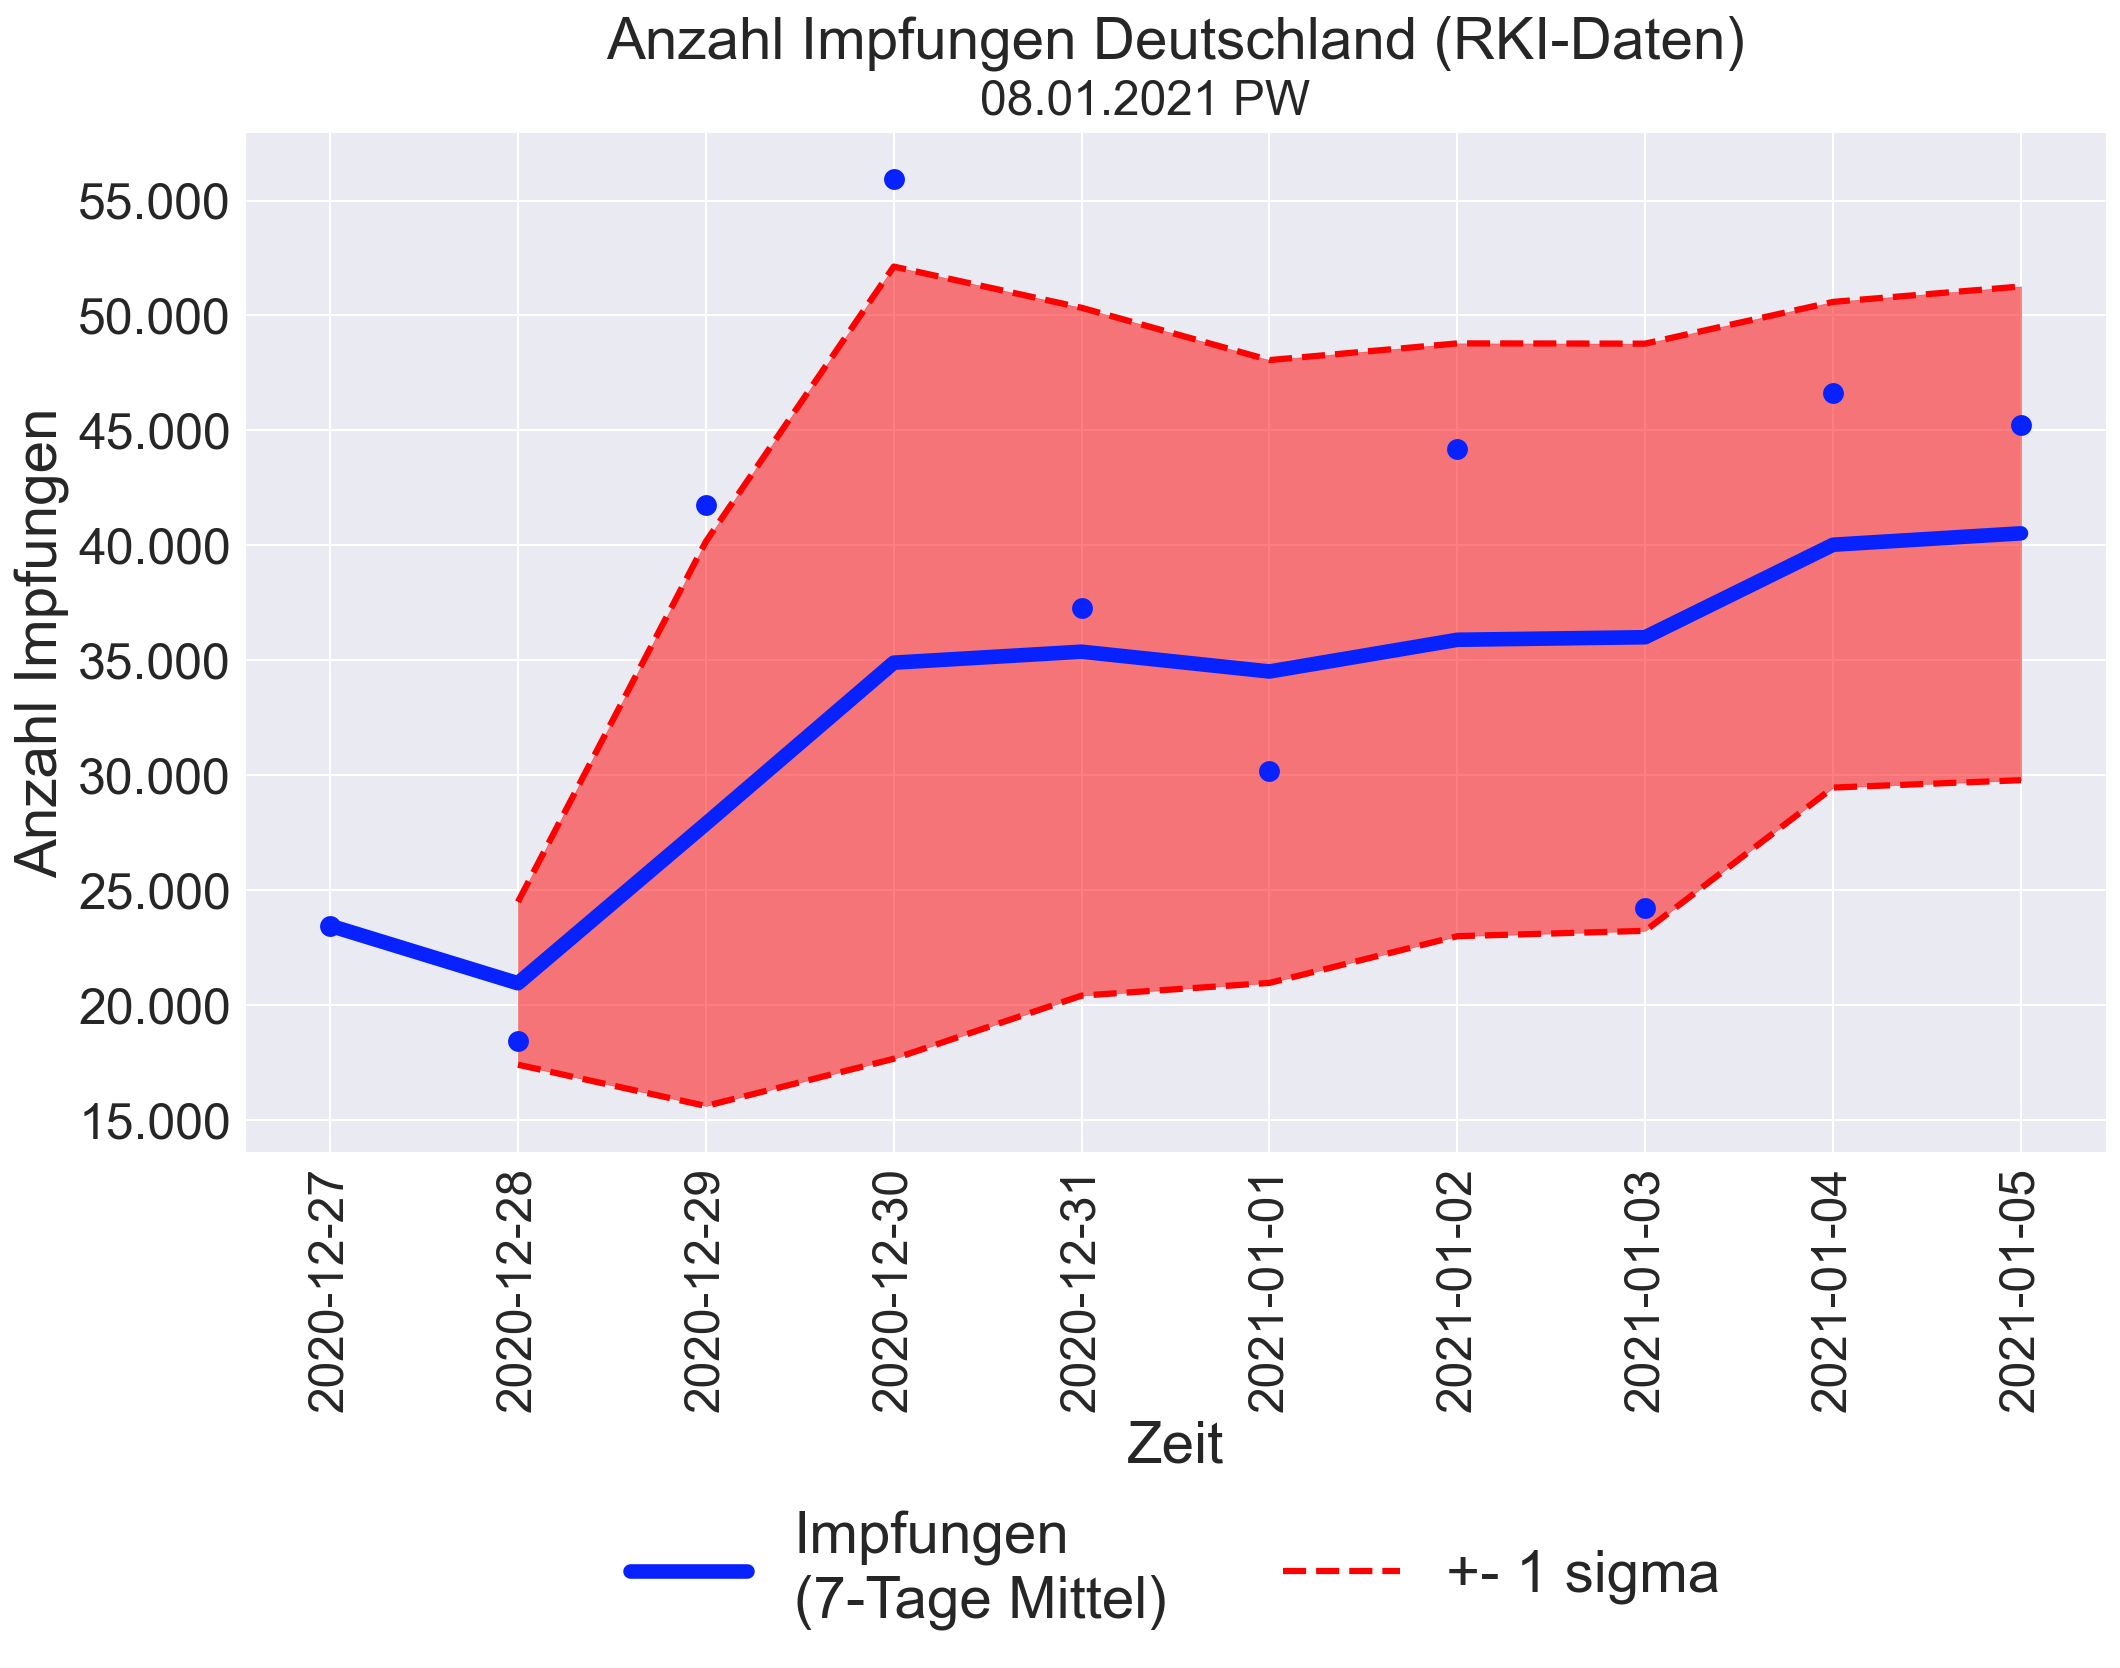 Anzahl Impfungen Deutschland (RKI-Daten)
08.01.2021 PW
Anzahl Impfungen
55.000
50.000
45.000
40.000
35.000
30.000
25.000
20.000
15.000
2020-12-27
2020-12-28
2020-12-29
2020-12-30
2020-12-31
2021-01-01
2021-01-02
2021-01-03
2021-01-04
2021-01-05
Zeit
Impfungen
(7-Tage Mittel)
+- 1 sigma